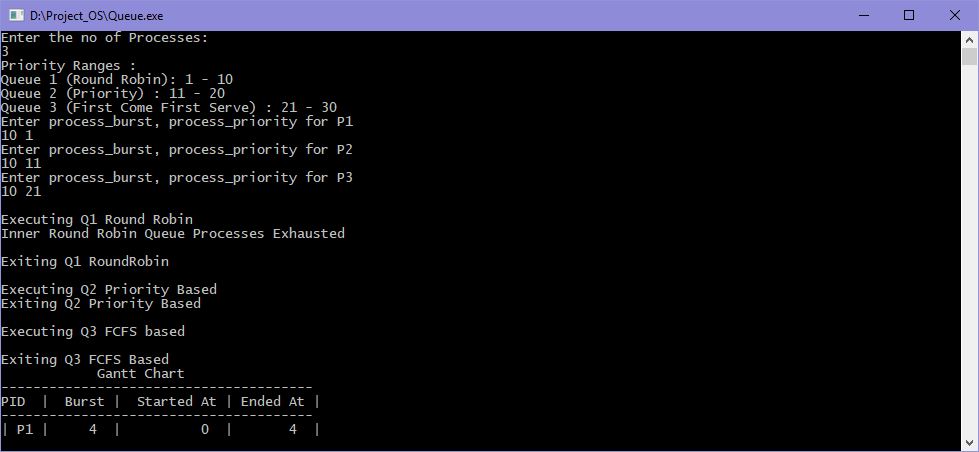 D:\Project_OS\Queue.exe
Enter the no of Processes:
3
Priority Ranges :
Queue 1 (Round Robin): 1 - 10
Queue 2 (Priority) : 11 - 20
Queue 3 (First Come First Serve) : 21 - 30
Enter process_burst, process_priority for P1
10 1
Enter process_burst, process_priority for P2
10 11
Enter process_burst, process_priority for P3
10 21
Executing Q1 Round Robin
Inner Round Robin Queue Processes Exhausted
Exiting Q1 RoundRobin
Executing Q2 Priority Based
Exiting Q2 Priority Based
Executing Q3 FCFS based
Exiting Q3 FCFS Based
Gantt Chart
---------------------------------------
PID  |  Burst |  Started At | Ended At |
---------------------------------------
| P1 |     4  |          0  |       4  |